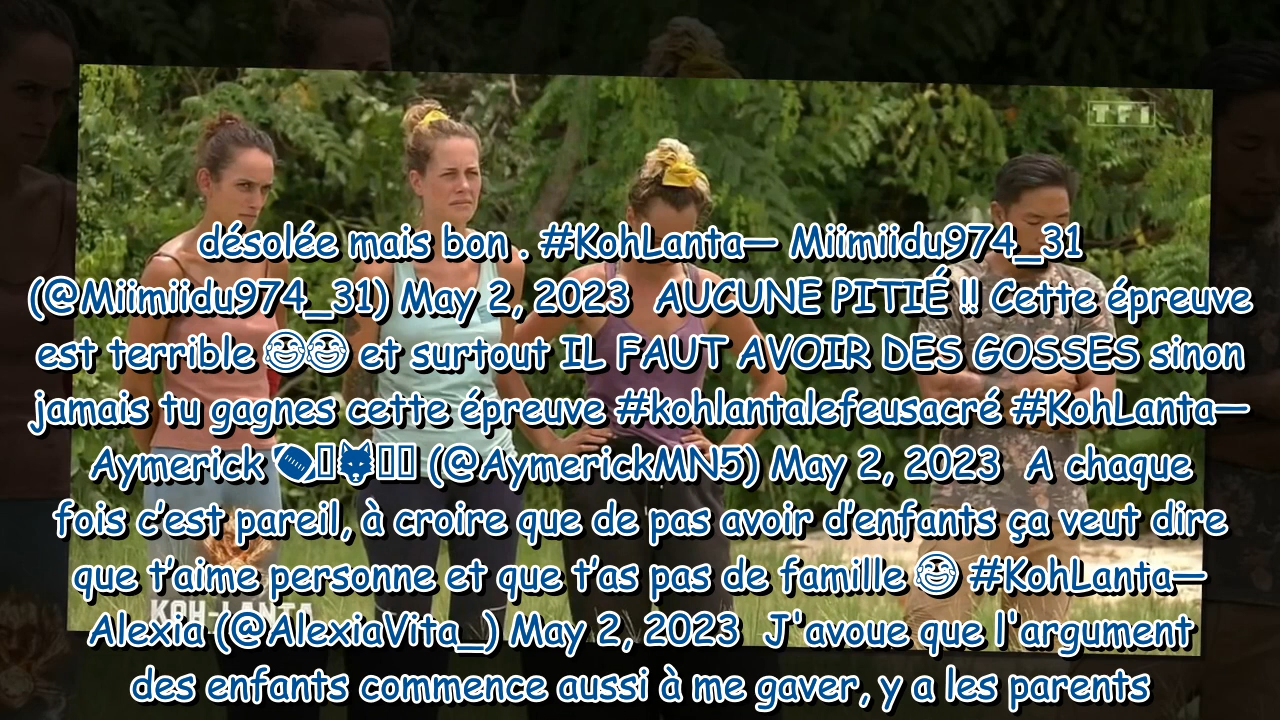 TF1
désolée mais bon . #KohLanta— Miimiidu974_31
(@Miimiidu974_31) May 2, 2023 AUCUNE PITIÉ !! Cette épreuve
est terrible 😂😂 et surtout IL FAUT AVOIR DES GOSSES sinon
jamais tu gagnes cette épreuve #kohlantalefeusacré #KohLanta—
Aymerick 🏉🐺 (@AymerickMN5) May 2, 2023 A chaque
fois c’est pareil, à croire que de pas avoir d’enfants ça veut dire
que t’aime personne et que t’as pas de famille 😂 #KohLanta—
KOH-LANTA
Alexia (@AlexiaVita_) May 2, 2023 J'avoue que l'argument
des enfants commence aussi à me gaver, y a les parents